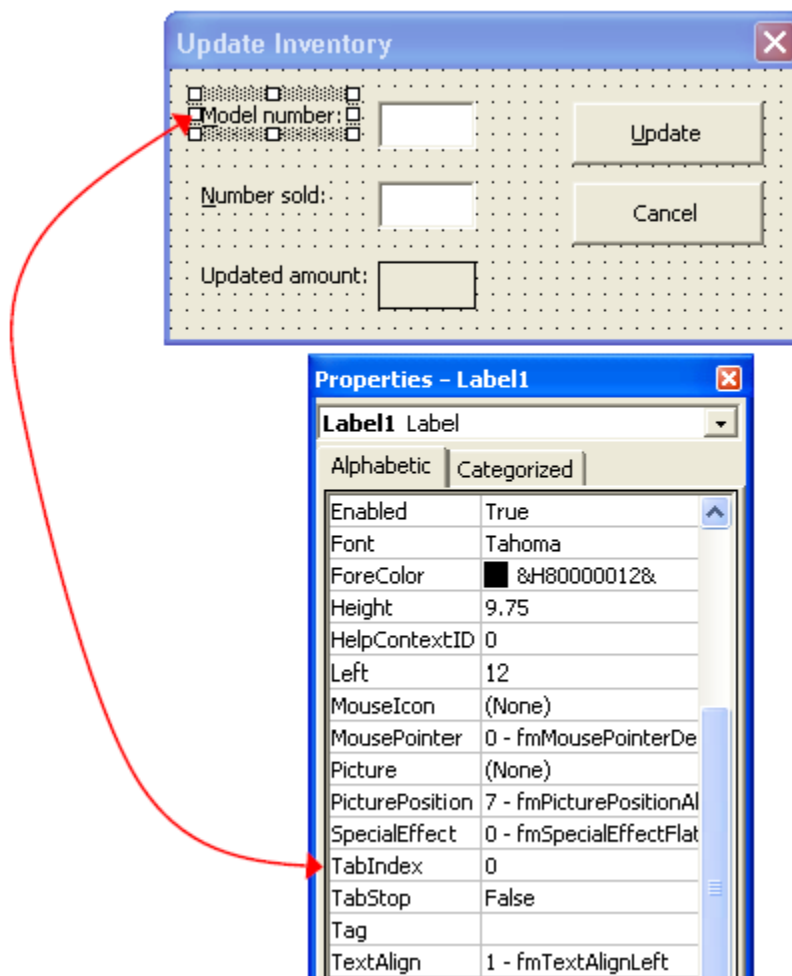 Update Inventory
Model number:
Update
Number sold:
Cancel
Updated amount:
Properties - Label1
Label1 Label
Alphabetic Categorized
Enabled True
Font Tahoma
ForeColor &H80000012&
Height 9.75
HelpContextID 0
Left 12
MouseIcon (None)
MousePointer 0 - fmMousePointerDe
Picture (None)
PicturePosition 7 - fmPicturePositionAl
SpecialEffect 0 - fmSpecialEffectFlat
TabIndex 0
TabStop False
Tag
TextAlign 1 - fmTextAlignLeft